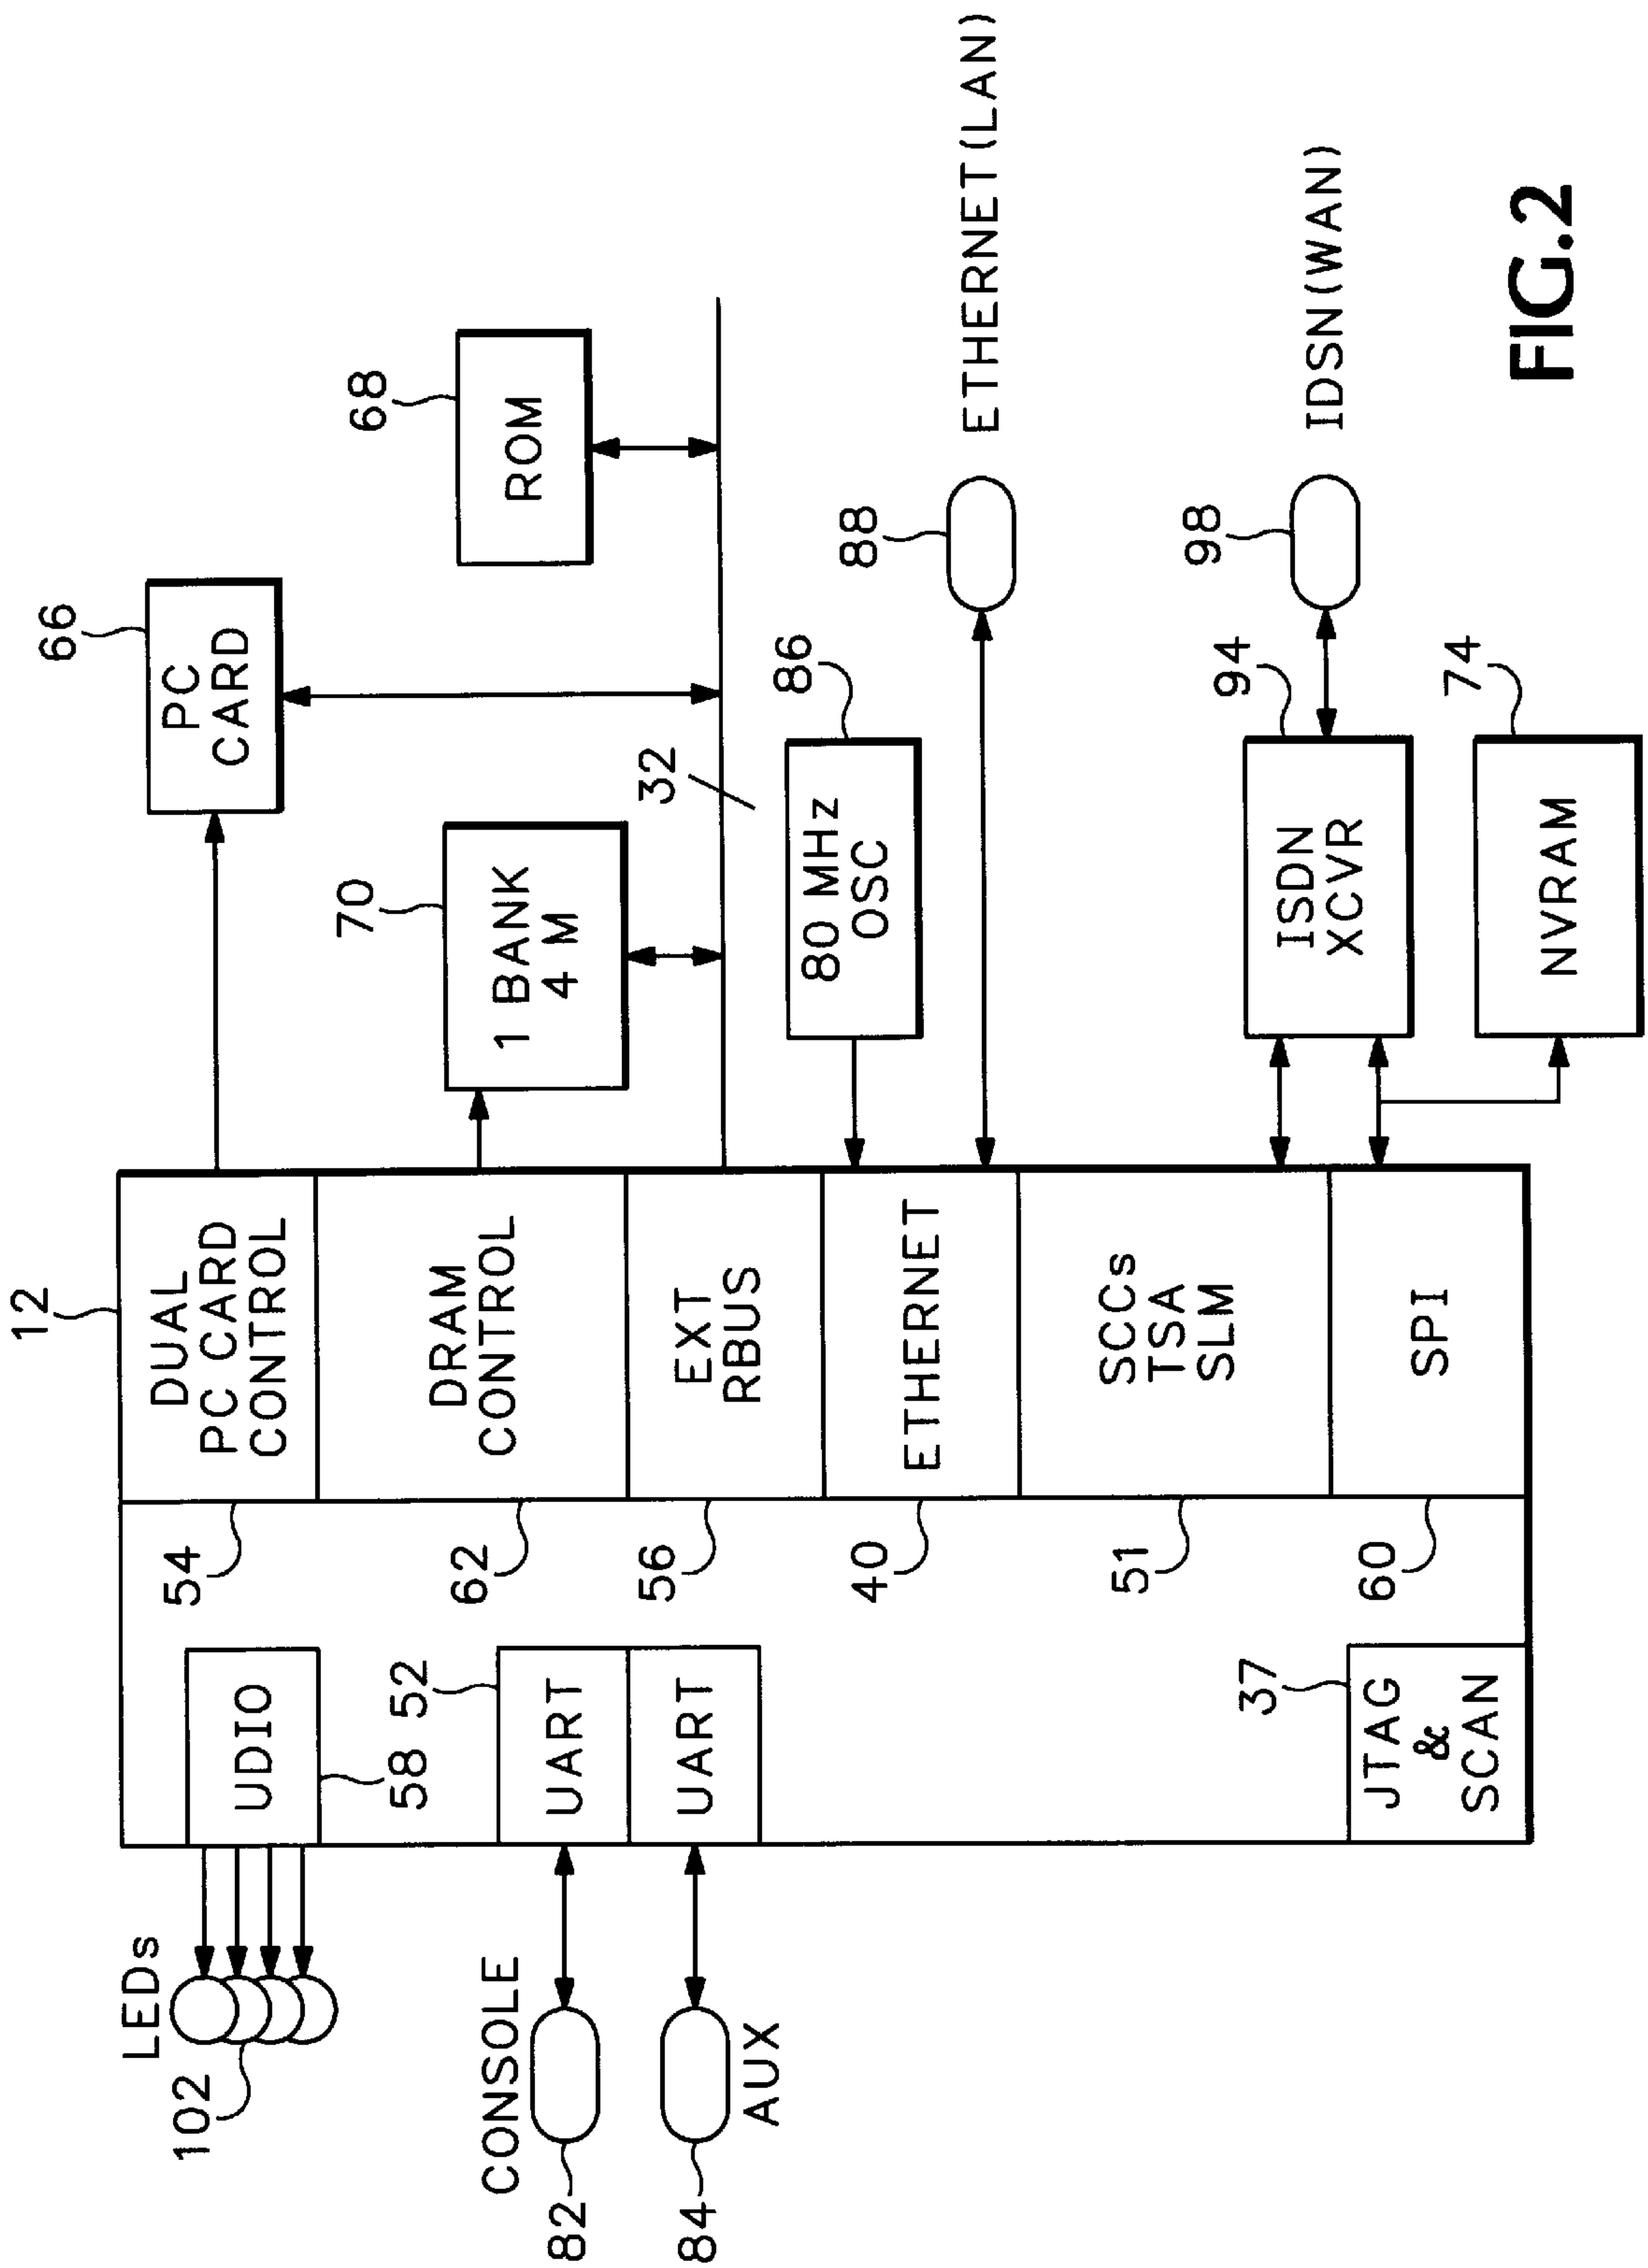 LEDs
102
CONSOLE
82
84
AUX
UDIO
58
UART
52
UART
JTAG
&
SCAN
37
12
DUAL
PC CARD
CONTROL
54
DRAM
CONTROL
62
EXT
RBUS
56
ETHERNET
40
SCCs
TSA
SLM
51
SPI
60
66
PC
CARD
70
1 BANK
4 M
68
ROM
32
86
80 MHz
OSC
88
ETHERNET(LAN)
94
ISDN
XCVR
98
IDSN(WAN)
74
NVRAM
FIG.2